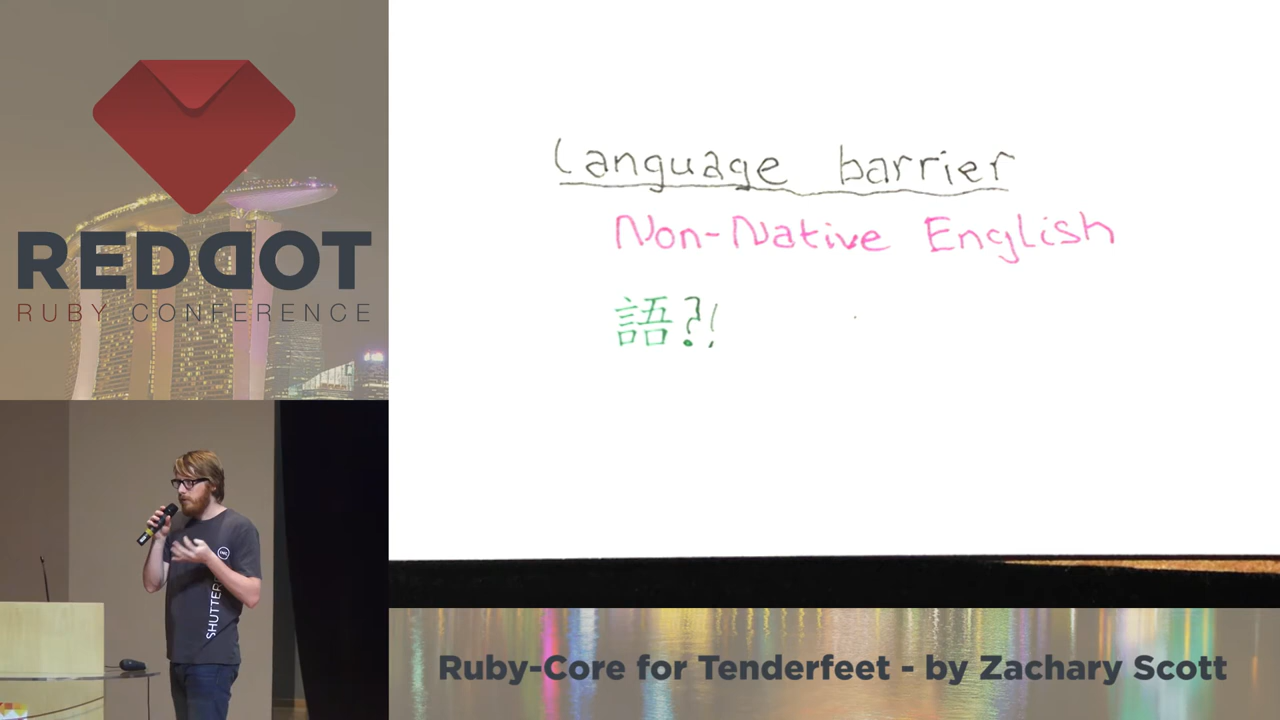 REDDOT
RUBY CONFERENCE
Language barrier
Non-Native English
語?!
SHUTTER
Ruby-Core for Tenderfeet - by Zachary Scott